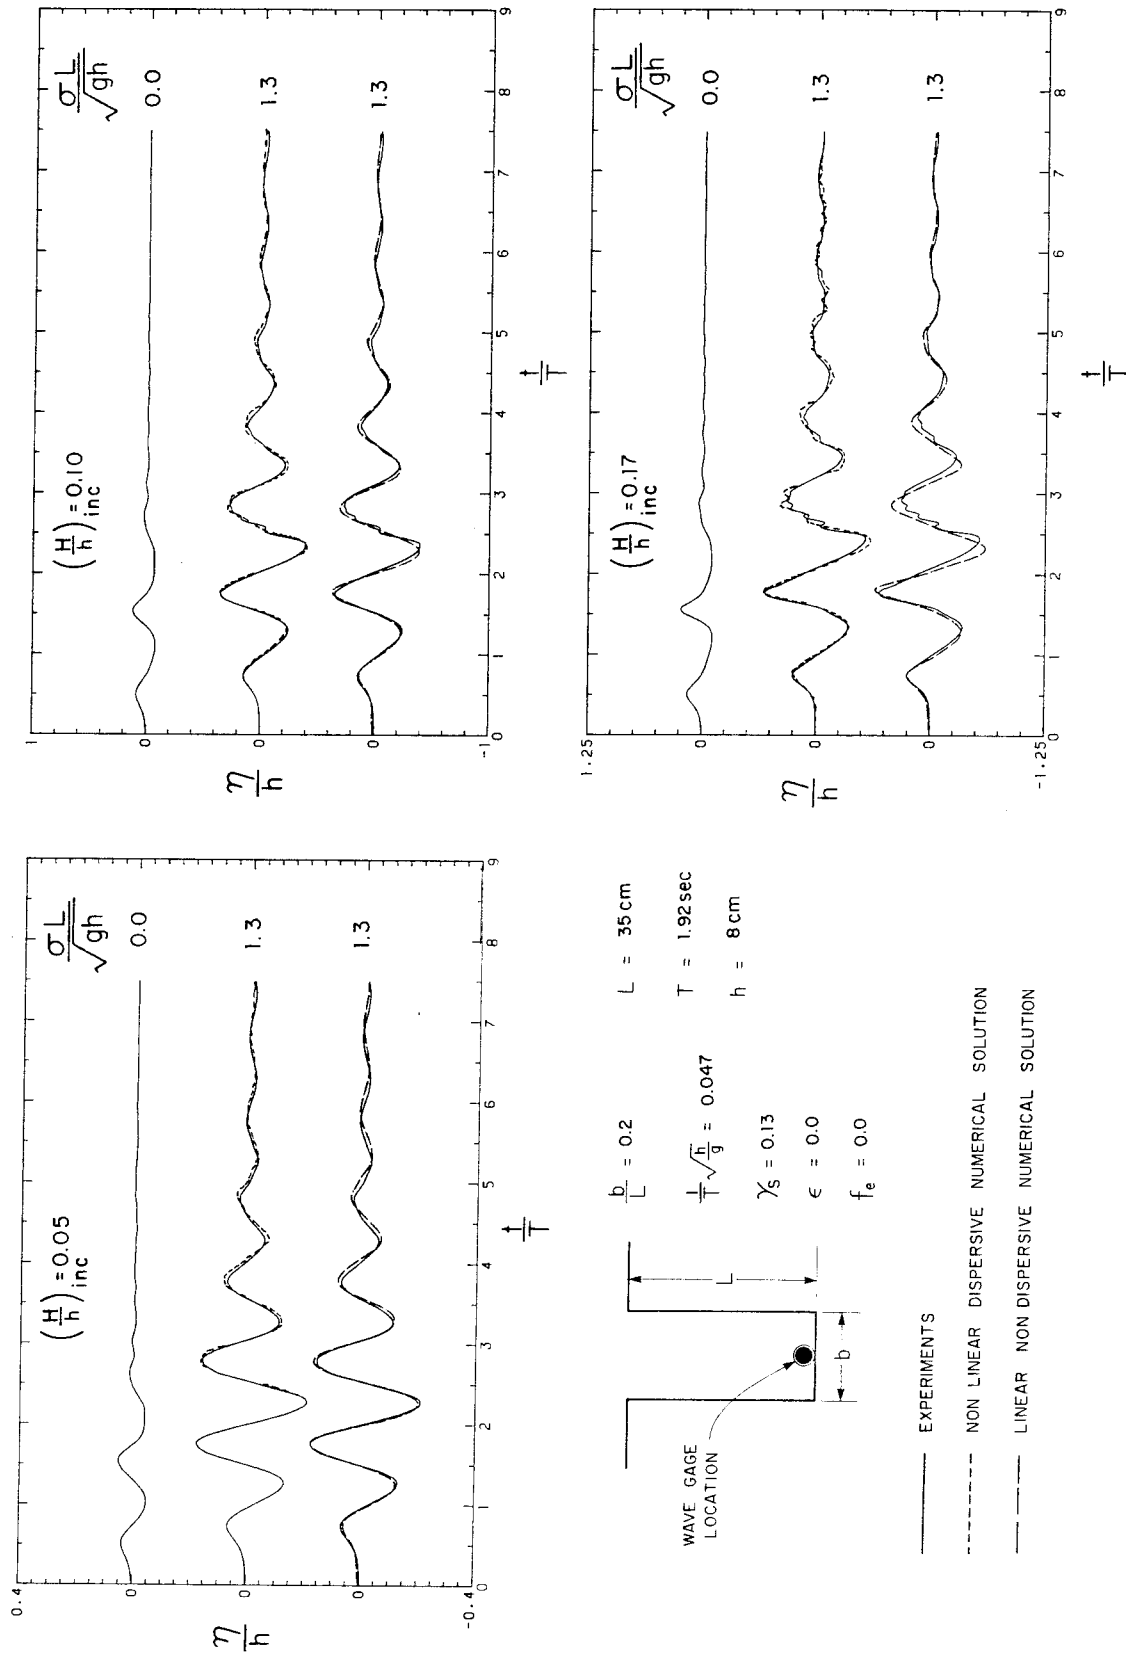 0.4
0
0
0
-0.4
η/h
(H/h)inc = 0.05
σL/√gh
0.0
1.3
1.3
0 1 2 3 4 5 6 7 8 9
t/T
1
0
0
0
-1
η/h
(H/h)inc = 0.10
σL/√gh
0.0
1.3
1.3
0 1 2 3 4 5 6 7 8 9
t/T
WAVE GAGE
LOCATION
L
b
b/L = 0.2
L = 35 cm
1/T √h/g = 0.047
T = 1.92 sec
γs = 0.13
h = 8 cm
ϵ = 0.0
fe = 0.0
EXPERIMENTS
NON LINEAR DISPERSIVE NUMERICAL SOLUTION
LINEAR NON DISPERSIVE NUMERICAL SOLUTION
1.25
0
0
0
-1.25
η/h
(H/h)inc = 0.17
σL/√gh
0.0
1.3
1.3
0 1 2 3 4 5 6 7 8 9
t/T